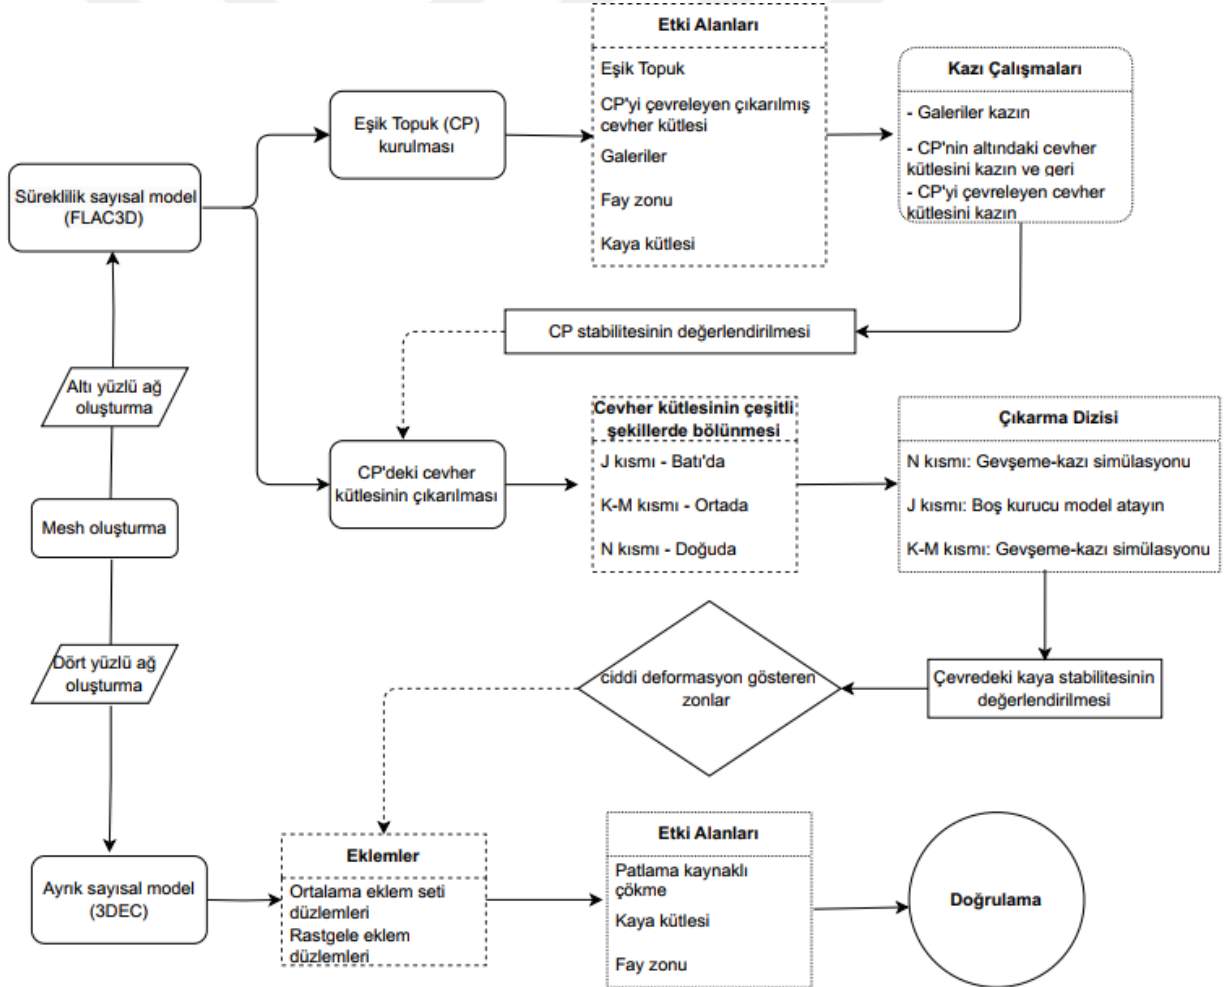 Etki Alanları
Eşik Topuk
CP'yi çevreleyen çıkarılmış
cevher kütlesi
Galeriler
Fay zonu
Kaya kütlesi
Kazı Çalışmaları
- Galeriler kazın
- CP'nin altındaki cevher
kütlesini kazın ve geri
- CP'yi çevreleyen cevher
kütlesini kazın
Eşik Topuk (CP)
kurulması
Süreklilik sayısal model
(FLAC3D)
CP stabilitesinin değerlendirilmesi
Altı yüzlü ağ
oluşturma
Cevher kütlesinin çeşitli
şekillerde bölünmesi
J kısmı - Batı'da
K-M kısmı - Ortada
N kısmı - Doğuda
Çıkarma Dizisi
N kısmı: Gevşeme-kazı simülasyonu
J kısmı: Boş kurucu model atayın
K-M kısmı: Gevşeme-kazı simülasyonu
CP'deki cevher
kütlesinin çıkarılması
Mesh oluşturma
Dört yüzlü ağ
oluşturma
ciddi deformasyon gösteren
zonlar
Çevredeki kaya stabilitesinin
değerlendirilmesi
Ayrık sayısal model
(3DEC)
Eklemler
Ortalama eklem seti
düzlemleri
Rastgele eklem
düzlemleri
Etki Alanları
Patlama kaynaklı
çökme
Kaya kütlesi
Fay zonu
Doğrulama